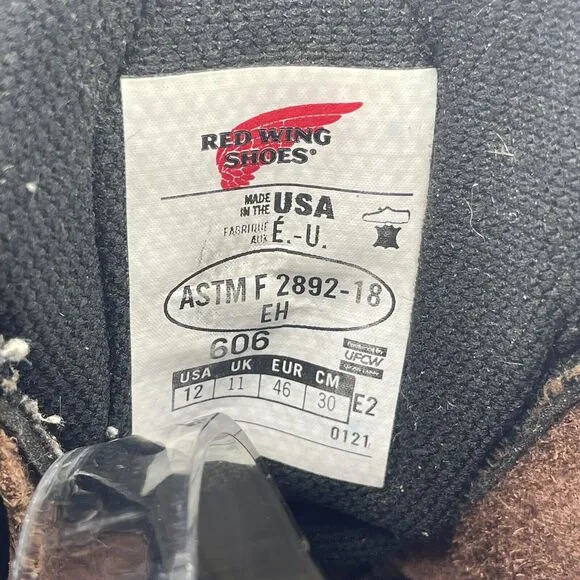 RED WING
SHOES®
MADE
IN THE USA
FABRIQUÉ
AUX É.-U.
ASTM F 2892-18
EH
606
USA UK EUR CM
12 11 46 30 E2
UFCW
0121